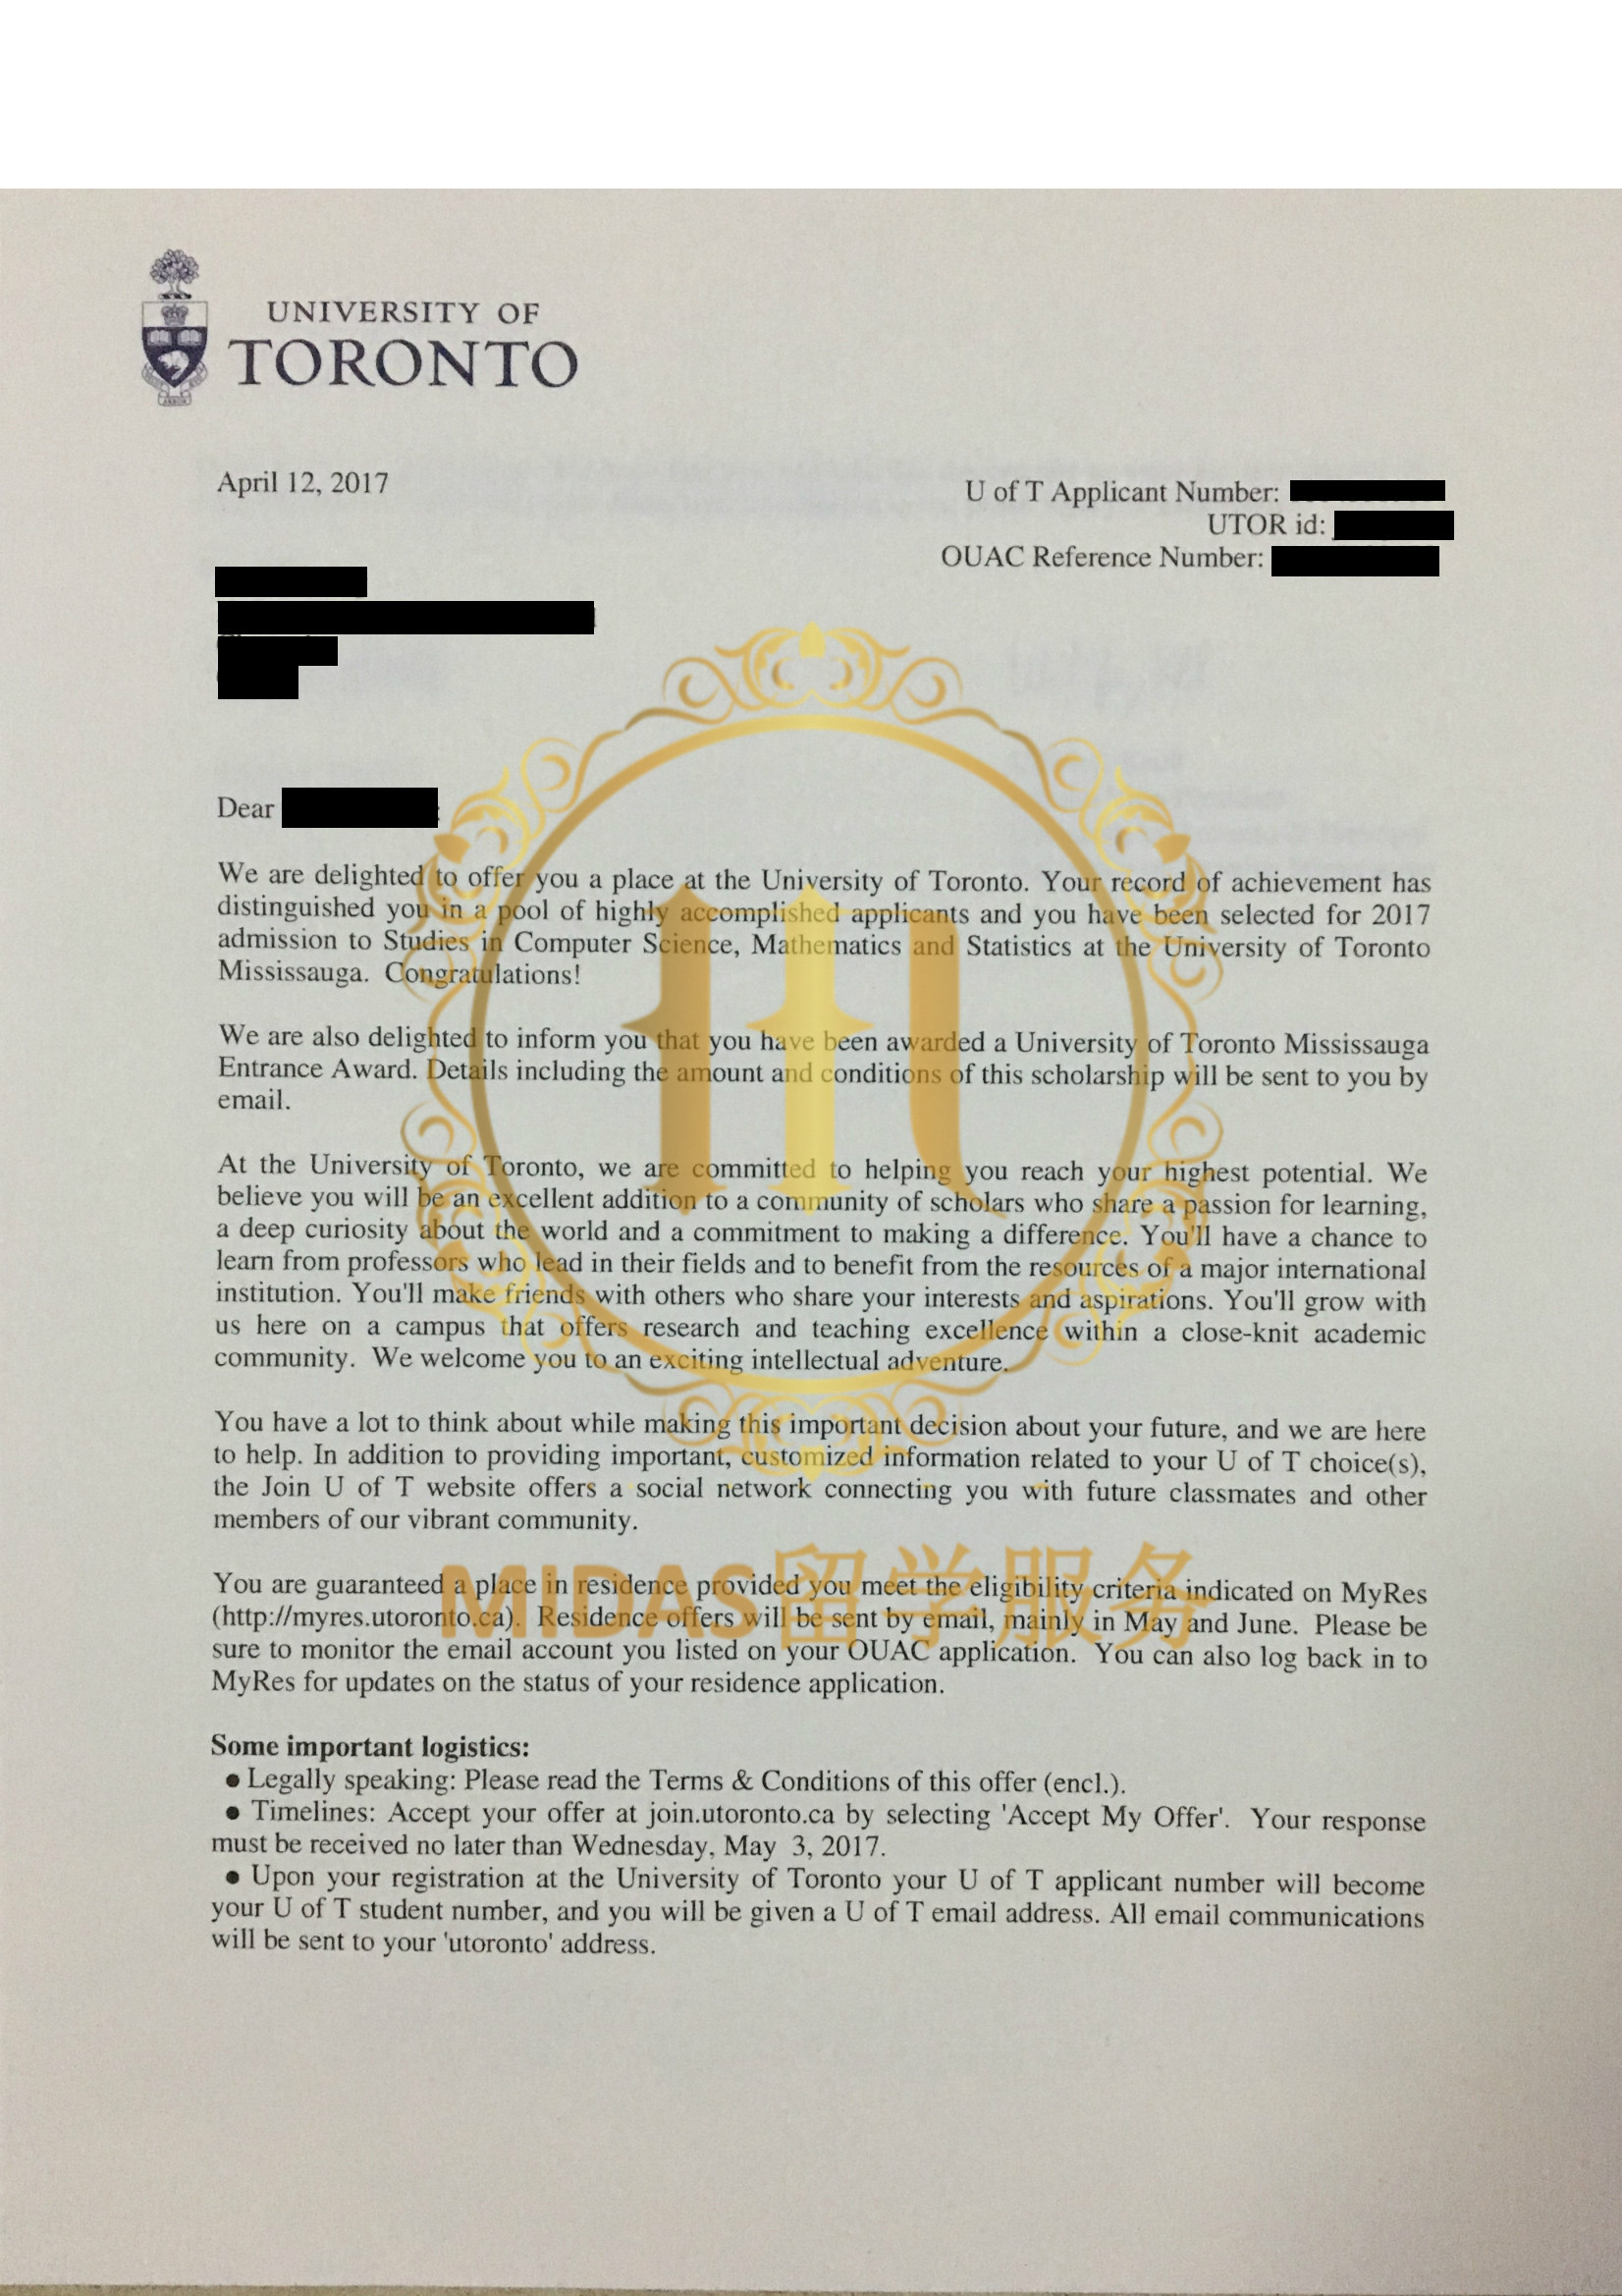 UNIVERSITY OF
TORONTO
April 12, 2017
U of T Applicant Number:
UTOR id:
OUAC Reference Number:
Dear
We are delighted to offer you a place at the University of Toronto. Your record of achievement has
distinguished you in a pool of highly accomplished applicants and you have been selected for 2017
admission to Studies in Computer Science, Mathematics and Statistics at the University of Toronto
Mississauga. Congratulations!
We are also delighted to inform you that you have been awarded a University of Toronto Mississauga
Entrance Award. Details including the amount and conditions of this scholarship will be sent to you by
email.
At the University of Toronto, we are committed to helping you reach your highest potential. We
believe you will be an excellent addition to a community of scholars who share a passion for learning,
a deep curiosity about the world and a commitment to making a difference. You'll have a chance to
learn from professors who lead in their fields and to benefit from the resources of a major international
institution. You'll make friends with others who share your interests and aspirations. You'll grow with
us here on a campus that offers research and teaching excellence within a close-knit academic
community. We welcome you to an exciting intellectual adventure.
You have a lot to think about while making this important decision about your future, and we are here
to help. In addition to providing important, customized information related to your U of T choice(s),
the Join U of T website offers a social network connecting you with future classmates and other
members of our vibrant community.
MIDAS留学服务
You are guaranteed a place in residence provided you meet the eligibility criteria indicated on MyRes
(http://myres.utoronto.ca). Residence offers will be sent by email, mainly in May and June. Please be
sure to monitor the email account you listed on your OUAC application. You can also log back in to
MyRes for updates on the status of your residence application.
Some important logistics:
● Legally speaking: Please read the Terms & Conditions of this offer (encl.).
● Timelines: Accept your offer at join.utoronto.ca by selecting 'Accept My Offer'. Your response
must be received no later than Wednesday, May 3, 2017.
● Upon your registration at the University of Toronto your U of T applicant number will become
your U of T student number, and you will be given a U of T email address. All email communications
will be sent to your 'utoronto' address.